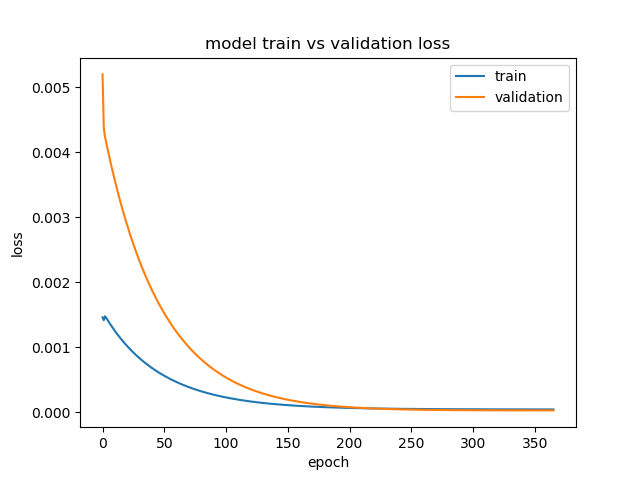 model train vs validation loss
train
validation
0.005
0.004
0.003
0.002
0.001
0.000
loss
0 50 100 150 200 250 300 350
epoch